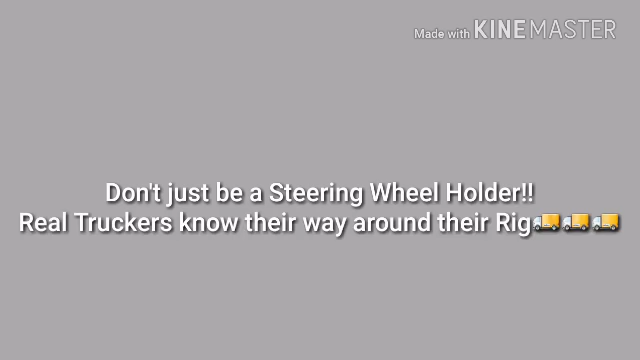 Made with KINEMASTER
Don't just be a Steering Wheel Holder!!
Real Truckers know their way around their Rig🚚🚚🚚